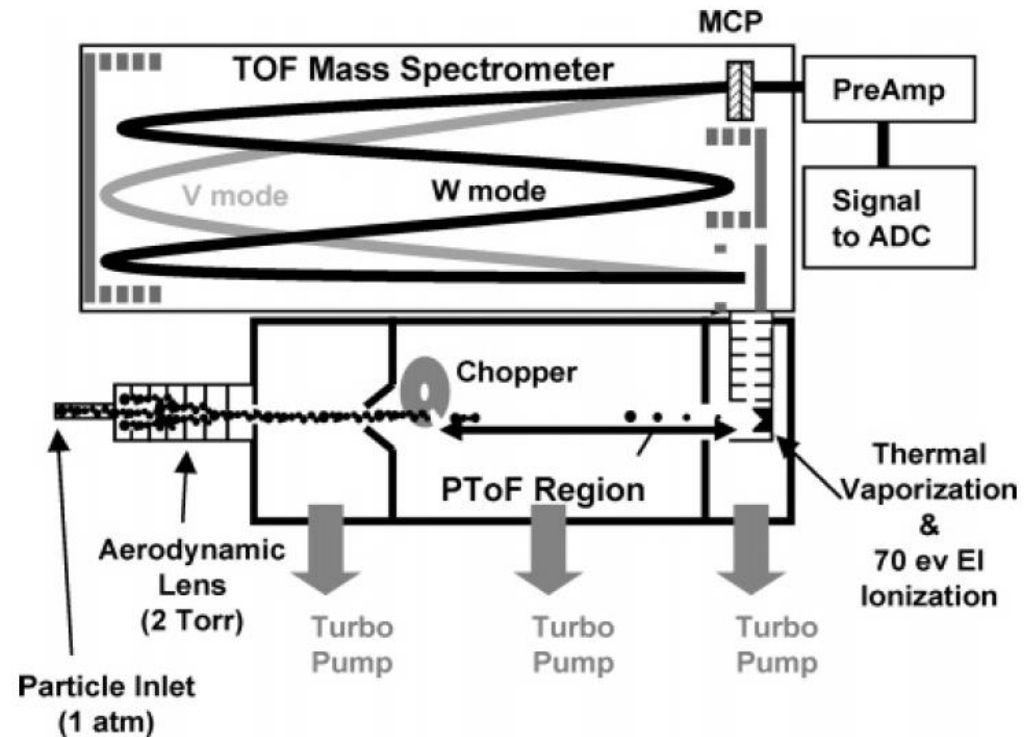 MCP
TOF Mass Spectrometer
PreAmp
V mode
W mode
Signal
to ADC
Chopper
PToF Region
Thermal
Vaporization
&
70 ev EI
Ionization
Aerodynamic
Lens
(2 Torr)
Turbo
Pump
Turbo
Pump
Turbo
Pump
Particle Inlet
(1 atm)